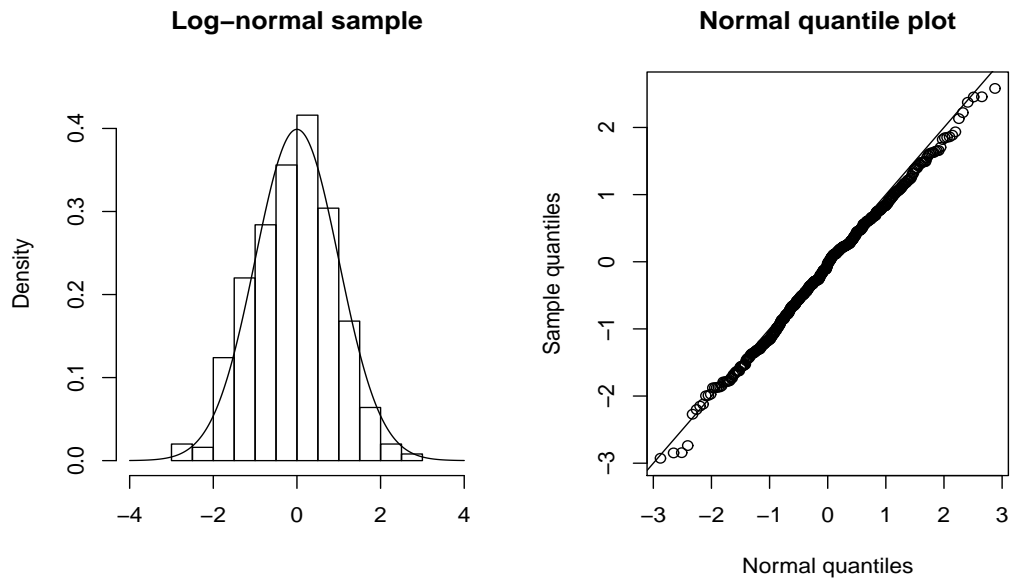 Log−normal sample
Density
0.0 0.1 0.2 0.3 0.4
−4 −2 0 2 4
Normal quantile plot
Sample quantiles
−3 −2 −1 0 1 2
−3 −2 −1 0 1 2 3
Normal quantiles